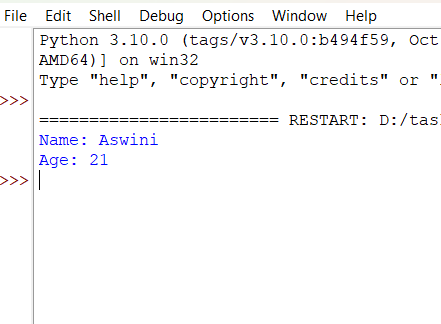 File Edit Shell Debug Options Window Help
Python 3.10.0 (tags/v3.10.0:b494f59, Oct
AMD64)] on win32
Type "help", "copyright", "credits" or "
>>>
======================== RESTART: D:/tas
Name: Aswini
Age: 21
>>>